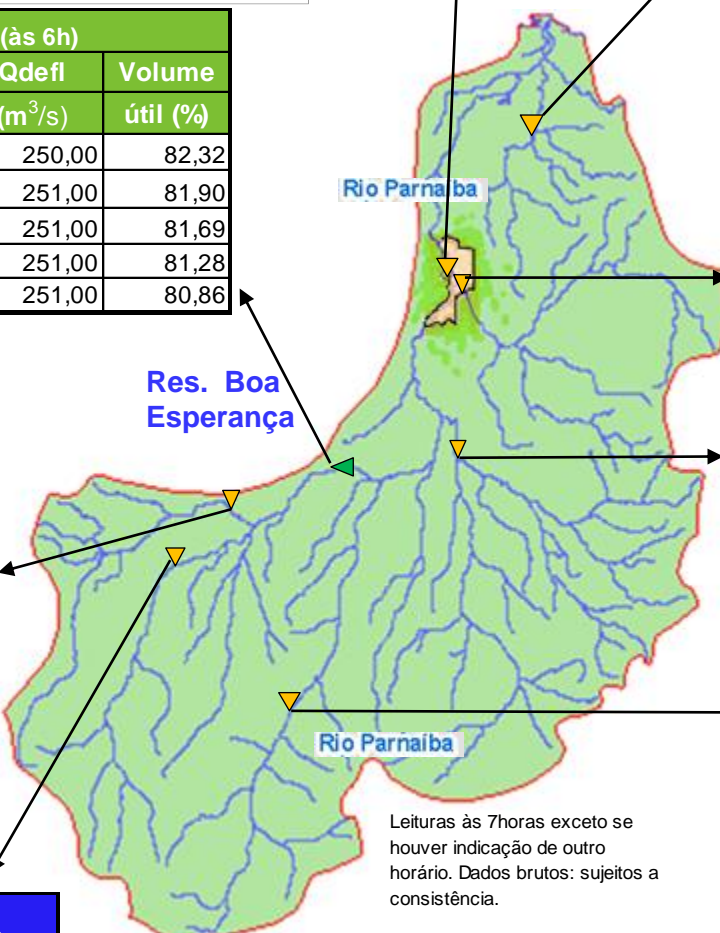 (às 6h)
Qdefl Volume
(m³/s) útil (%)
250,00 82,32
251,00 81,90
251,00 81,69
251,00 81,28
251,00 80,86
Rio Parnaíba
Res. Boa
Esperança
Rio Parnaíba
Leituras às 7horas exceto se
houver indicação de outro
horário. Dados brutos: sujeitos a
consistência.